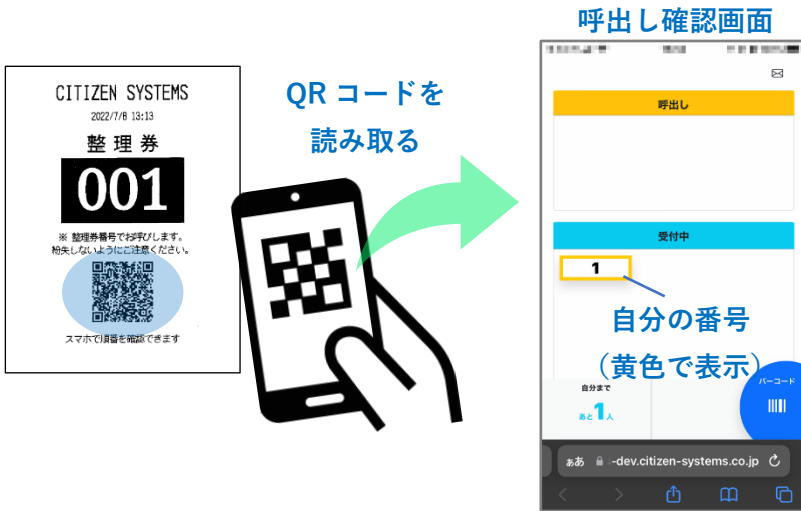 CITIZEN SYSTEMS
2022/7/8 13:13
整理券
001
※ 整理券番号でお呼びします。
紛失しないようにご注意ください。
スマホで順番を確認できます
QR コードを
読み取る
呼出し確認画面
呼出し
受付中
1
自分の番号
（黄色で表示）
自分まで
あと1人
バーコード
ぁあ
-dev.citizen-systems.co.jp